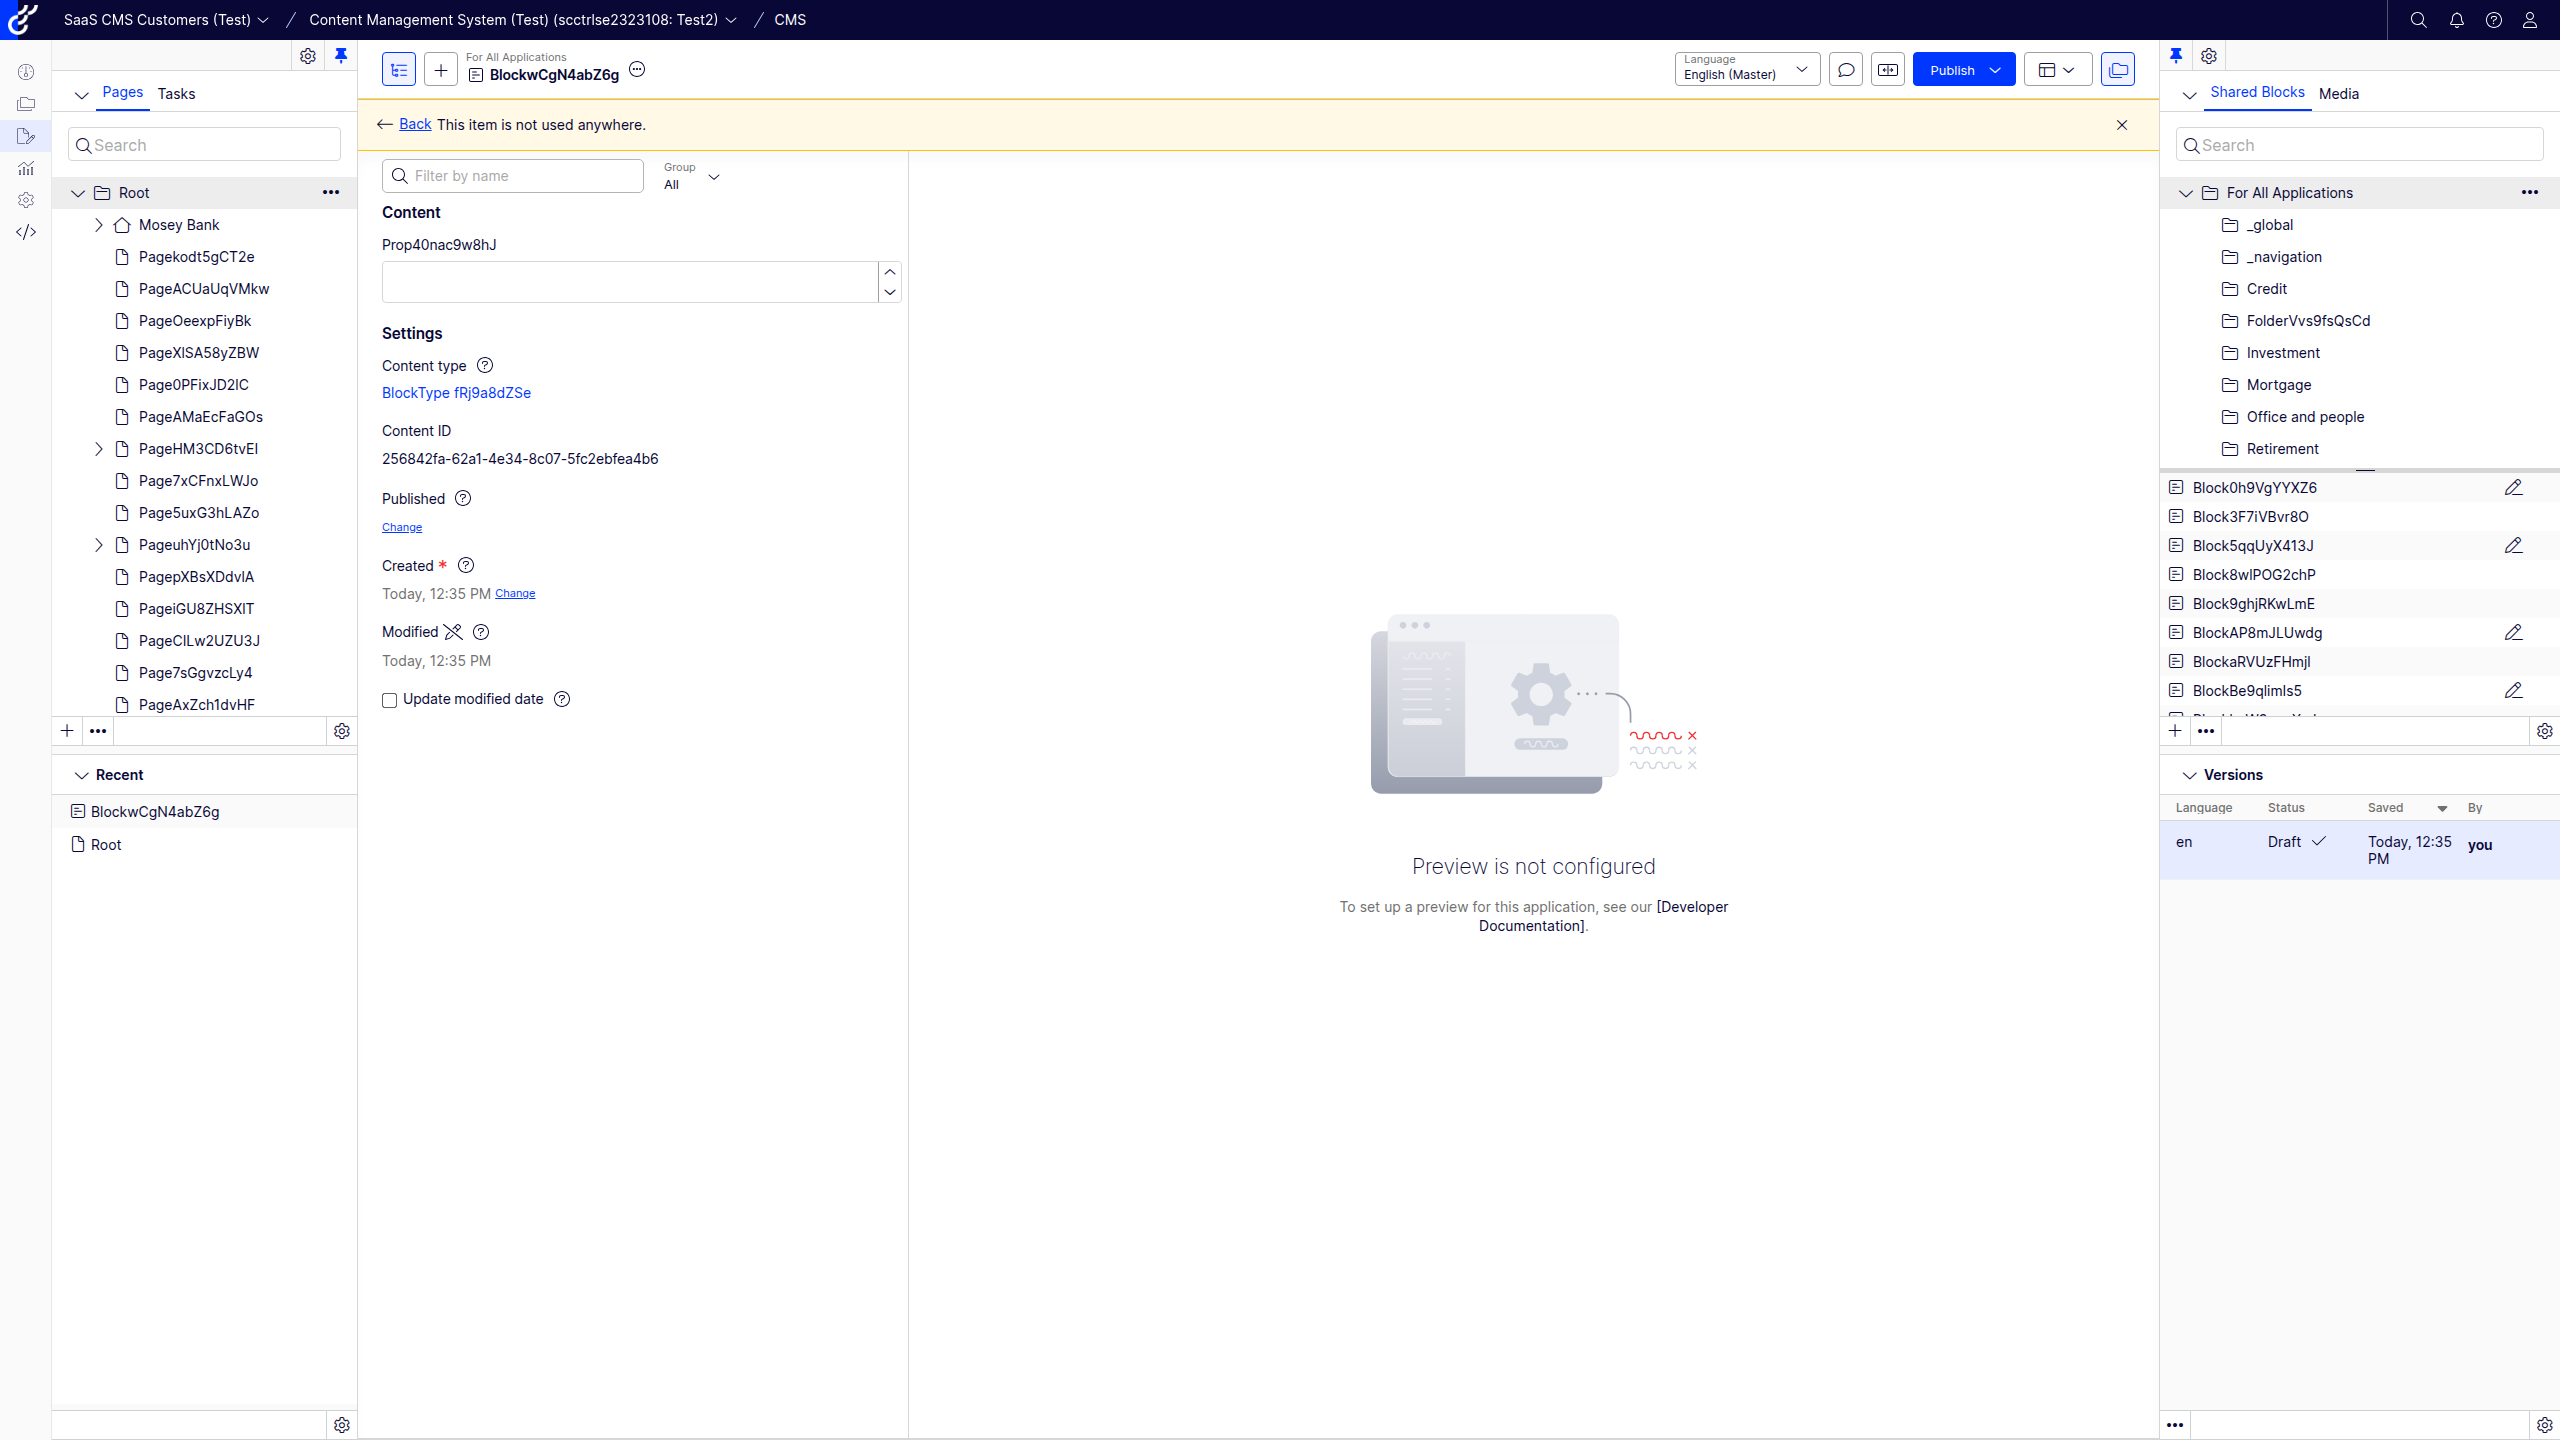 SaaS CMS Customers (Test)
Content Management System (Test) (scctrlse2323108: Test2)
CMS
Pages
Tasks
Search
Root
Mosey Bank
Pagekodt5gCT2e
PageACUaUqVMkw
PageOeexpFiyBk
PageXlSA58yZBW
Page0PFixJD2IC
PageAMaEcFaGOs
PageHM3CD6tvEI
Page7xCFnxLWJo
Page5uxG3hLAZo
PageuhYj0tNo3u
PagepXBsXDdvlA
PageiGU8ZHSXlT
PageClLw2UZU3J
Page7sGgvzcLy4
PageAxZch1dvHF
Recent
BlockwCgN4abZ6g
Root
For All Applications
BlockwCgN4abZ6g
Language
English (Master)
Publish
Back This item is not used anywhere.
Filter by name
Group
All
Content
Prop40nac9w8hJ
Settings
Content type
BlockType fRj9a8dZSe
Content ID
256842fa-62a1-4e34-8c07-5fc2ebfea4b6
Published
Change
Created *
Today, 12:35 PM Change
Modified
Today, 12:35 PM
Update modified date
Preview is not configured
To set up a preview for this application, see our [Developer
Documentation].
Shared Blocks
Media
Search
For All Applications
_global
_navigation
Credit
FolderVvs9fsQsCd
Investment
Mortgage
Office and people
Retirement
Block0h9VgYYXZ6
Block3F7iVBvr8O
Block5qqUyX413J
Block8wlPOG2chP
Block9ghjRKwLmE
BlockAP8mJLUwdg
BlockaRVUzFHmjl
BlockBe9qlimIs5
Versions
Language Status Saved By
en Draft Today, 12:35 you
PM